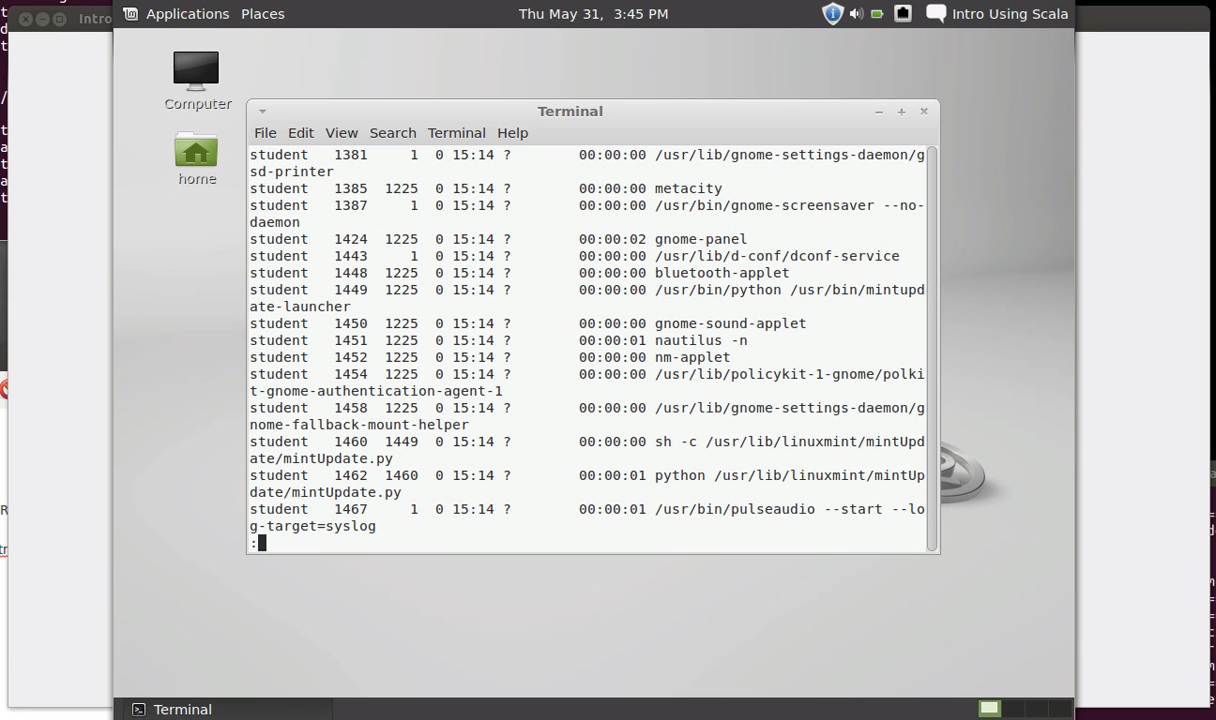 Intro
Applications Places Thu May 31, 3:45 PM Intro Using Scala
Computer
home
Terminal
File Edit View Search Terminal Help
student 1381 1 0 15:14 ? 00:00:00 /usr/lib/gnome-settings-daemon/g
sd-printer
student 1385 1225 0 15:14 ? 00:00:00 metacity
student 1387 1 0 15:14 ? 00:00:00 /usr/bin/gnome-screensaver --no-
daemon
student 1424 1225 0 15:14 ? 00:00:02 gnome-panel
student 1443 1 0 15:14 ? 00:00:00 /usr/lib/d-conf/dconf-service
student 1448 1225 0 15:14 ? 00:00:00 bluetooth-applet
student 1449 1225 0 15:14 ? 00:00:00 /usr/bin/python /usr/bin/mintupd
ate-launcher
student 1450 1225 0 15:14 ? 00:00:00 gnome-sound-applet
student 1451 1225 0 15:14 ? 00:00:01 nautilus -n
student 1452 1225 0 15:14 ? 00:00:00 nm-applet
student 1454 1225 0 15:14 ? 00:00:00 /usr/lib/policykit-1-gnome/polki
t-gnome-authentication-agent-1
student 1458 1225 0 15:14 ? 00:00:00 /usr/lib/gnome-settings-daemon/g
nome-fallback-mount-helper
student 1460 1449 0 15:14 ? 00:00:00 sh -c /usr/lib/linuxmint/mintUpd
ate/mintUpdate.py
student 1462 1460 0 15:14 ? 00:00:01 python /usr/lib/linuxmint/mintUp
date/mintUpdate.py
student 1467 1 0 15:14 ? 00:00:01 /usr/bin/pulseaudio --start --lo
g-target=syslog
:
Terminal